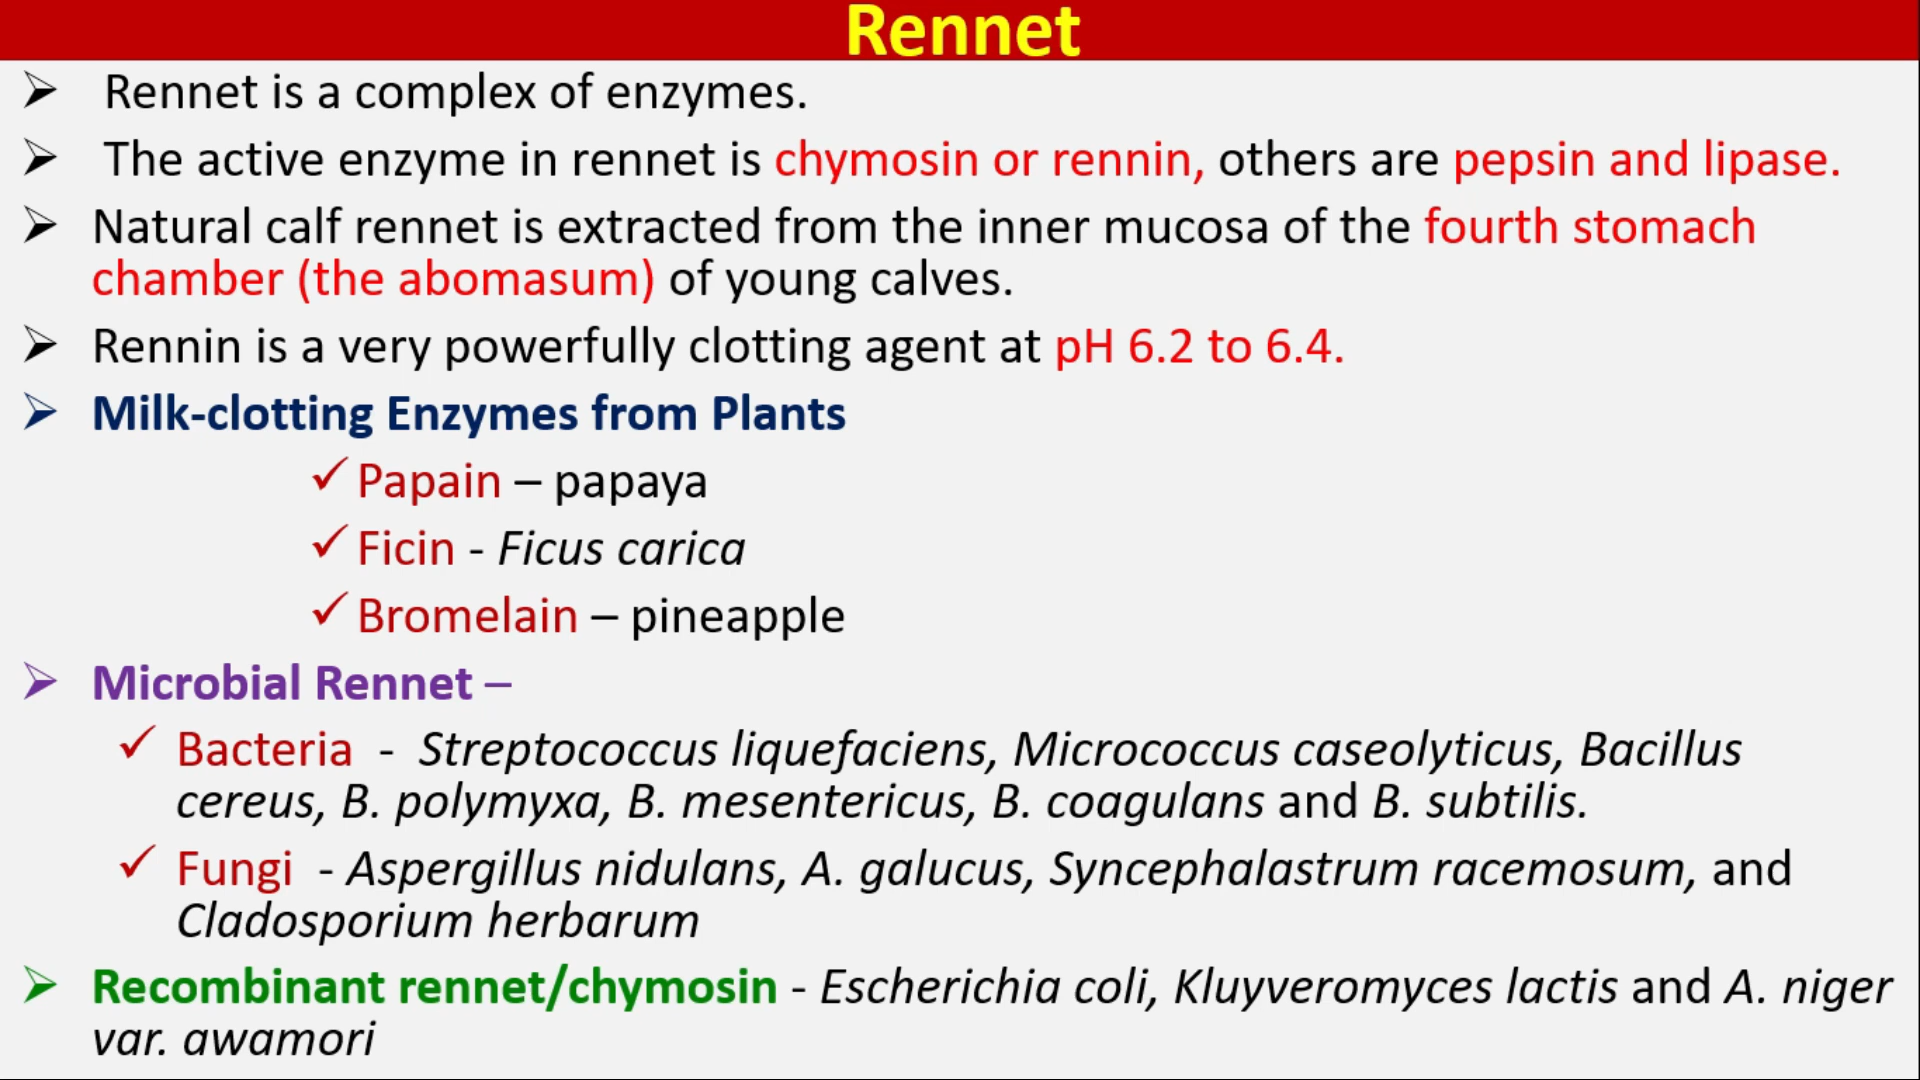 Rennet
➢ Rennet is a complex of enzymes.
➢ The active enzyme in rennet is chymosin or rennin, others are pepsin and lipase.
➢ Natural calf rennet is extracted from the inner mucosa of the fourth stomach
chamber (the abomasum) of young calves.
➢ Rennin is a very powerfully clotting agent at pH 6.2 to 6.4.
➢ Milk-clotting Enzymes from Plants
✓ Papain – papaya
✓ Ficin - Ficus carica
✓ Bromelain – pineapple
➢ Microbial Rennet –
✓ Bacteria - Streptococcus liquefaciens, Micrococcus caseolyticus, Bacillus
cereus, B. polymyxa, B. mesentericus, B. coagulans and B. subtilis.
✓ Fungi - Aspergillus nidulans, A. galucus, Syncephalastrum racemosum, and
Cladosporium herbarum
➢ Recombinant rennet/chymosin - Escherichia coli, Kluyveromyces lactis and A. niger
var. awamori